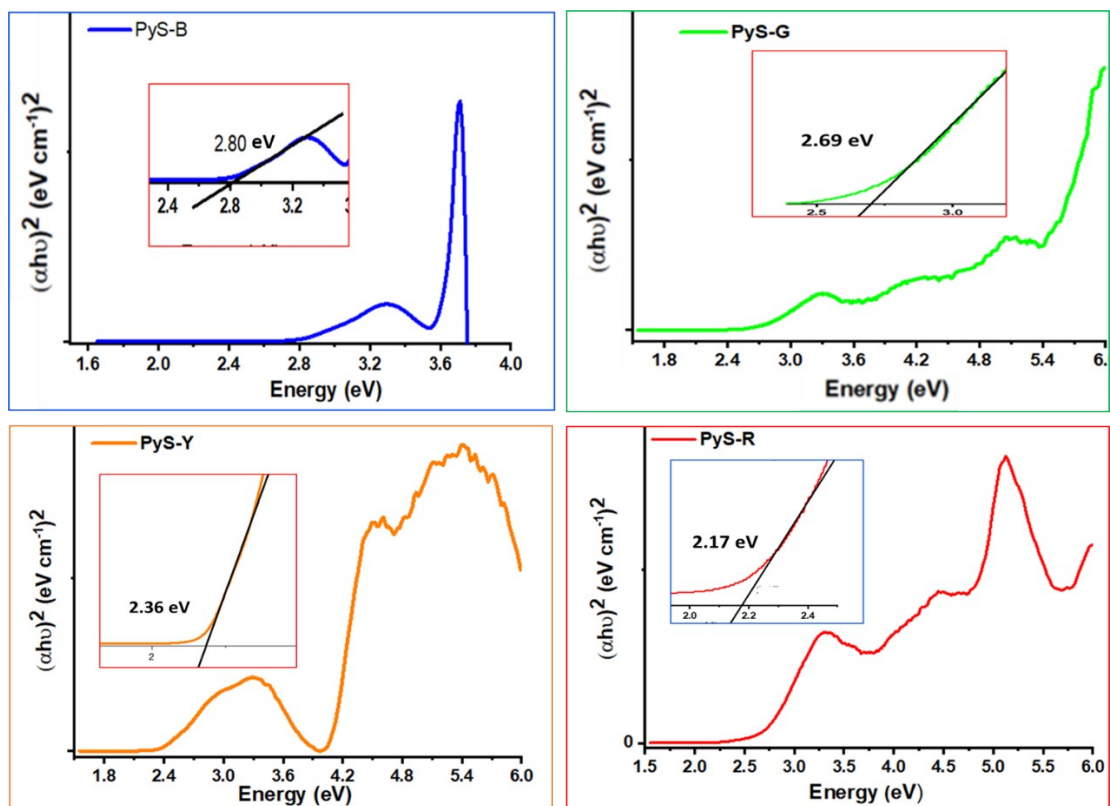 PyS-B
(αhυ)² (eV cm⁻¹)²
2.80 eV
2.4 2.8 3.2
1.6 2.0 2.4 2.8 3.2 3.6 4.0
Energy (eV)
PyS-G
(αhυ)² (eV cm⁻¹)²
2.69 eV
2.5 3.0
1.8 2.4 3.0 3.6 4.2 4.8 5.4 6.0
Energy (eV)
PyS-Y
(αhυ)² (eV cm⁻¹)²
2.36 eV
2
1.8 2.4 3.0 3.6 4.2 4.8 5.4 6.0
Energy (eV)
PyS-R
(αhυ)² (eV cm⁻¹)²
2.17 eV
2.0 2.2 2.4
0
1.5 2.0 2.5 3.0 3.5 4.0 4.5 5.0 5.5 6.0
Energy (eV)